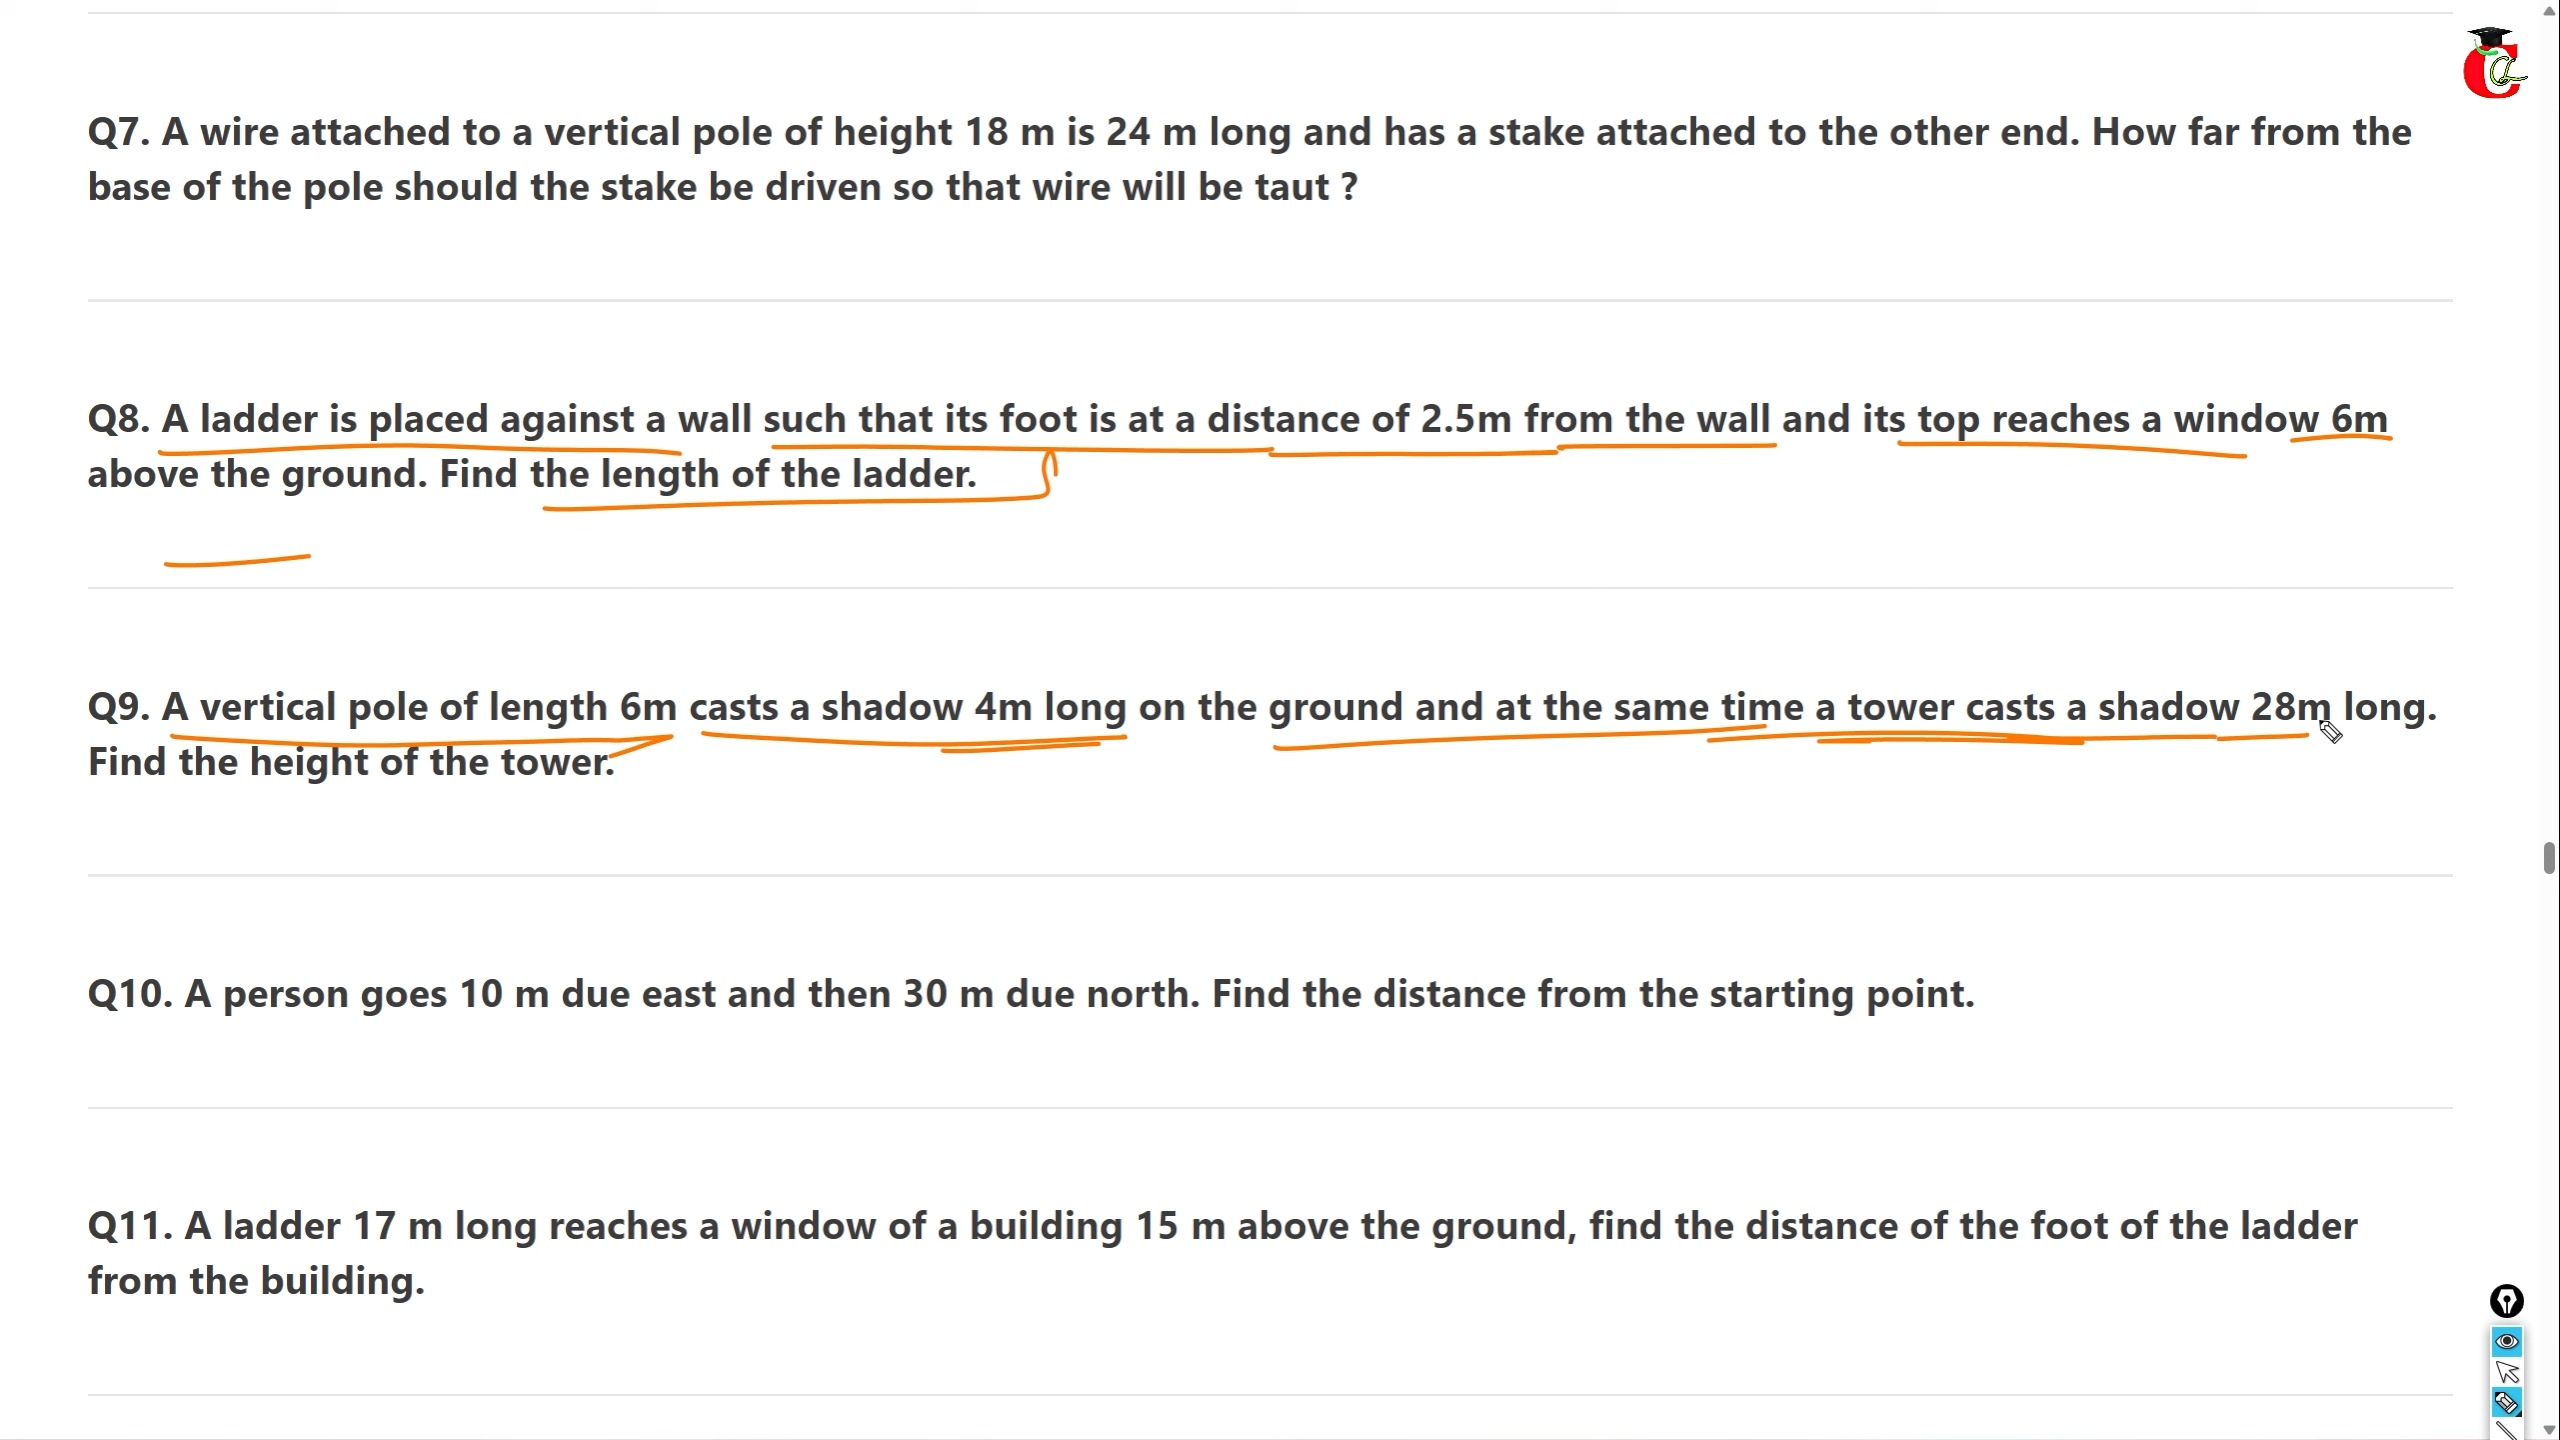 Q7. A wire attached to a vertical pole of height 18 m is 24 m long and has a stake attached to the other end. How far from the
base of the pole should the stake be driven so that wire will be taut ?
Q8. A ladder is placed against a wall such that its foot is at a distance of 2.5m from the wall and its top reaches a window 6m
above the ground. Find the length of the ladder.
Q9. A vertical pole of length 6m casts a shadow 4m long on the ground and at the same time a tower casts a shadow 28m long.
Find the height of the tower.
Q10. A person goes 10 m due east and then 30 m due north. Find the distance from the starting point.
Q11. A ladder 17 m long reaches a window of a building 15 m above the ground, find the distance of the foot of the ladder
from the building.